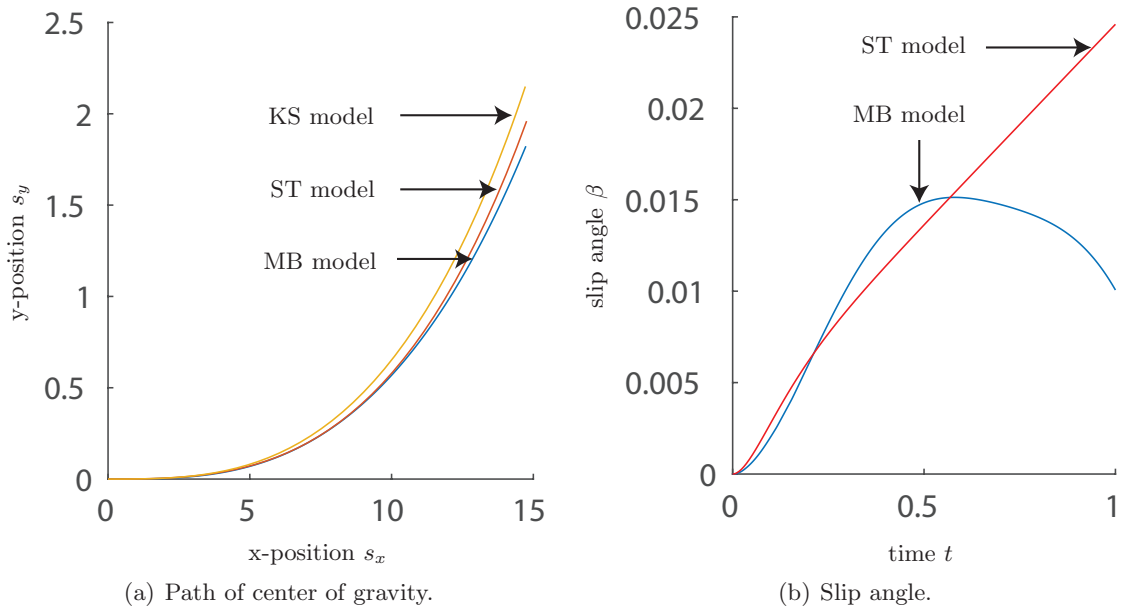 2.5
2
1.5
1
0.5
0
0
5
10
15
y-position s_y
x-position s_x
KS model
ST model
MB model
(a) Path of center of gravity.
0.025
0.02
0.015
0.01
0.005
0
0
0.5
1
slip angle β
time t
ST model
MB model
(b) Slip angle.